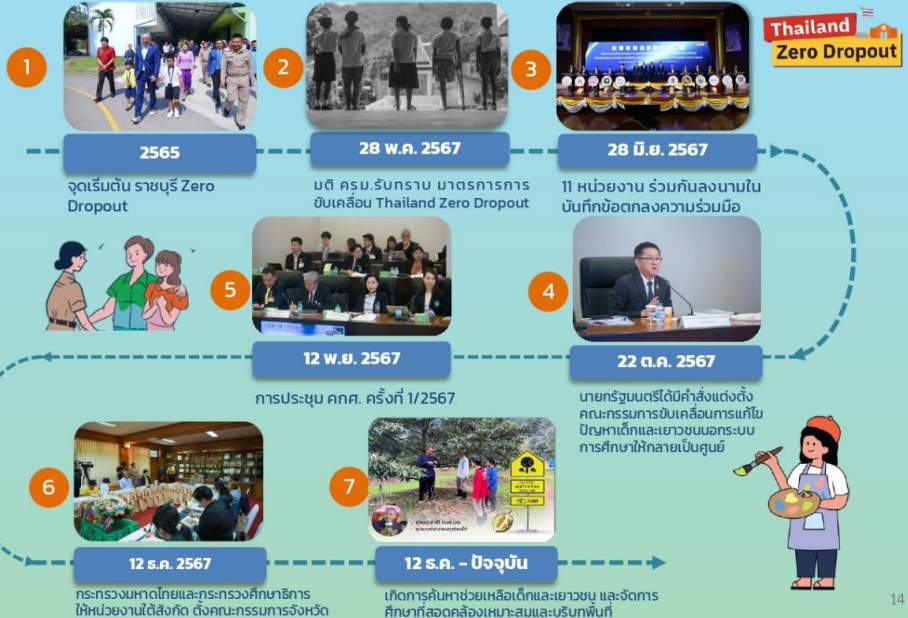 Thailand
Zero Dropout
1
2565
จุดเริ่มต้น ราชบุรี Zero
Dropout
2
28 พ.ค. 2567
มติ ครม.รับทราบ มาตรการการ
ขับเคลื่อน Thailand Zero Dropout
3
28 มิ.ย. 2567
11 หน่วยงาน ร่วมกันลงนามใน
บันทึกข้อตกลงความร่วมมือ
4
22 ต.ค. 2567
นายกรัฐมนตรีได้มีคำสั่งแต่งตั้ง
คณะกรรมการขับเคลื่อนการแก้ไข
ปัญหาเด็กและเยาวชนนอกระบบ
การศึกษาให้กลายเป็นศูนย์
5
12 พ.ย. 2567
การประชุม คกศ. ครั้งที่ 1/2567
6
12 ธ.ค. 2567
กระทรวงมหาดไทยและกระทรวงศึกษาธิการ
ให้หน่วยงานใต้สังกัด ตั้งคณะกรรมการจังหวัด
7
12 ธ.ค. - ปัจจุบัน
เกิดการค้นหาช่วยเหลือเด็กและเยาวชน และจัดการ
ศึกษาที่สอดคล้องเหมาะสมและบริบทพื้นที่
14